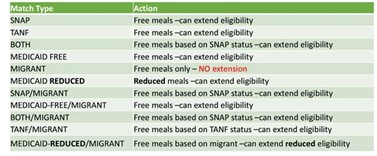 Match Type Action
SNAP Free meals –can extend eligibility
TANF Free meals –can extend eligibility
BOTH Free meals based on SNAP status –can extend eligibility
MEDICAID FREE Free meals –can extend eligibility
MIGRANT Free meals only – NO extension
MEDICAID REDUCED Reduced meals –can extend eligibility
SNAP/MIGRANT Free meals based on SNAP status –can extend eligibility
MEDICAID-FREE/MIGRANT Free meals –can extend eligibility
BOTH/MIGRANT Free meals based on SNAP status –can extend eligibility
TANF/MIGRANT Free meals based on TANF status –can extend eligibility
MEDICAID-REDUCED/MIGRANT Free meals based on migrant –can extend reduced eligibility